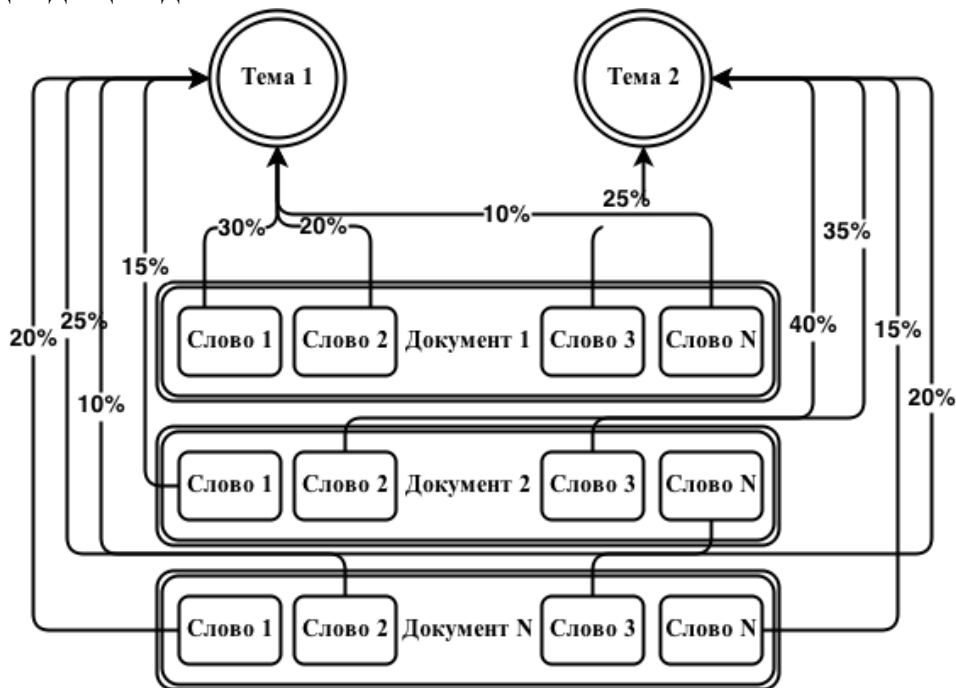 Тема 1
Тема 2
25%
10%
30%
20%
35%
15%
25%
20%
40%
15%
Слово 1
Слово 2
Документ 1
Слово 3
Слово N
10%
20%
Слово 1
Слово 2
Документ 2
Слово 3
Слово N
Слово 1
Слово 2
Документ N
Слово 3
Слово N